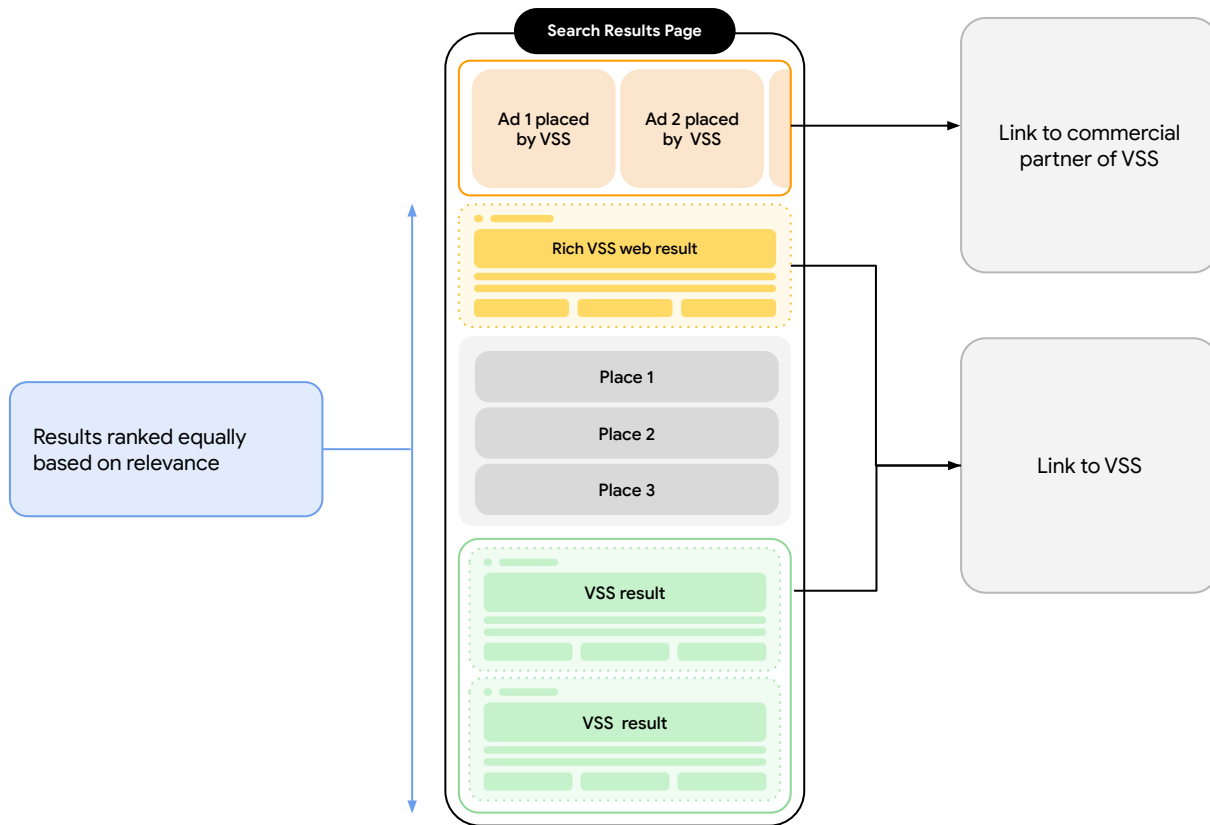 Search Results Page
Ad 1 placed
by VSS
Ad 2 placed
by VSS
Link to commercial
partner of VSS
Rich VSS web result
Place 1
Place 2
Place 3
Results ranked equally
based on relevance
Link to VSS
VSS result
VSS result